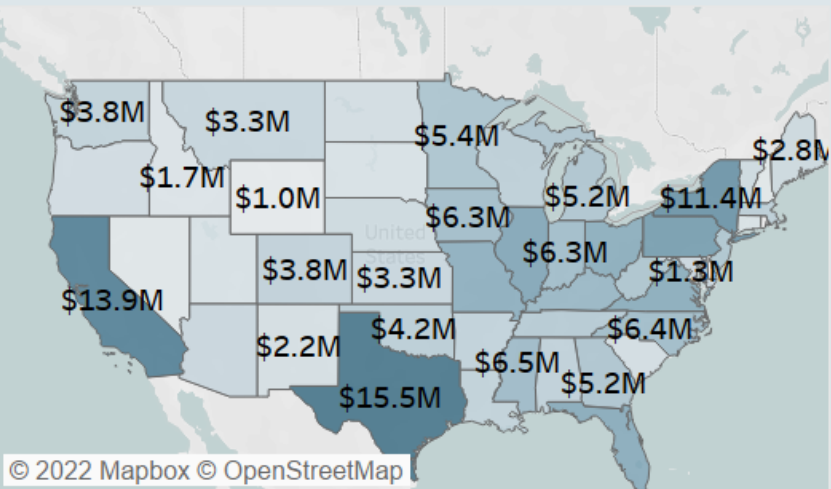 $3.8M
$3.3M
$5.4M
$2.8M
$1.7M
$1.0M
$5.2M
$11.4M
$6.3M
United
States
$6.3M
$3.8M
$3.3M
$1.3M
$13.9M
$4.2M
$6.4M
$2.2M
$6.5M
$5.2M
$15.5M
© 2022 Mapbox © OpenStreetMap